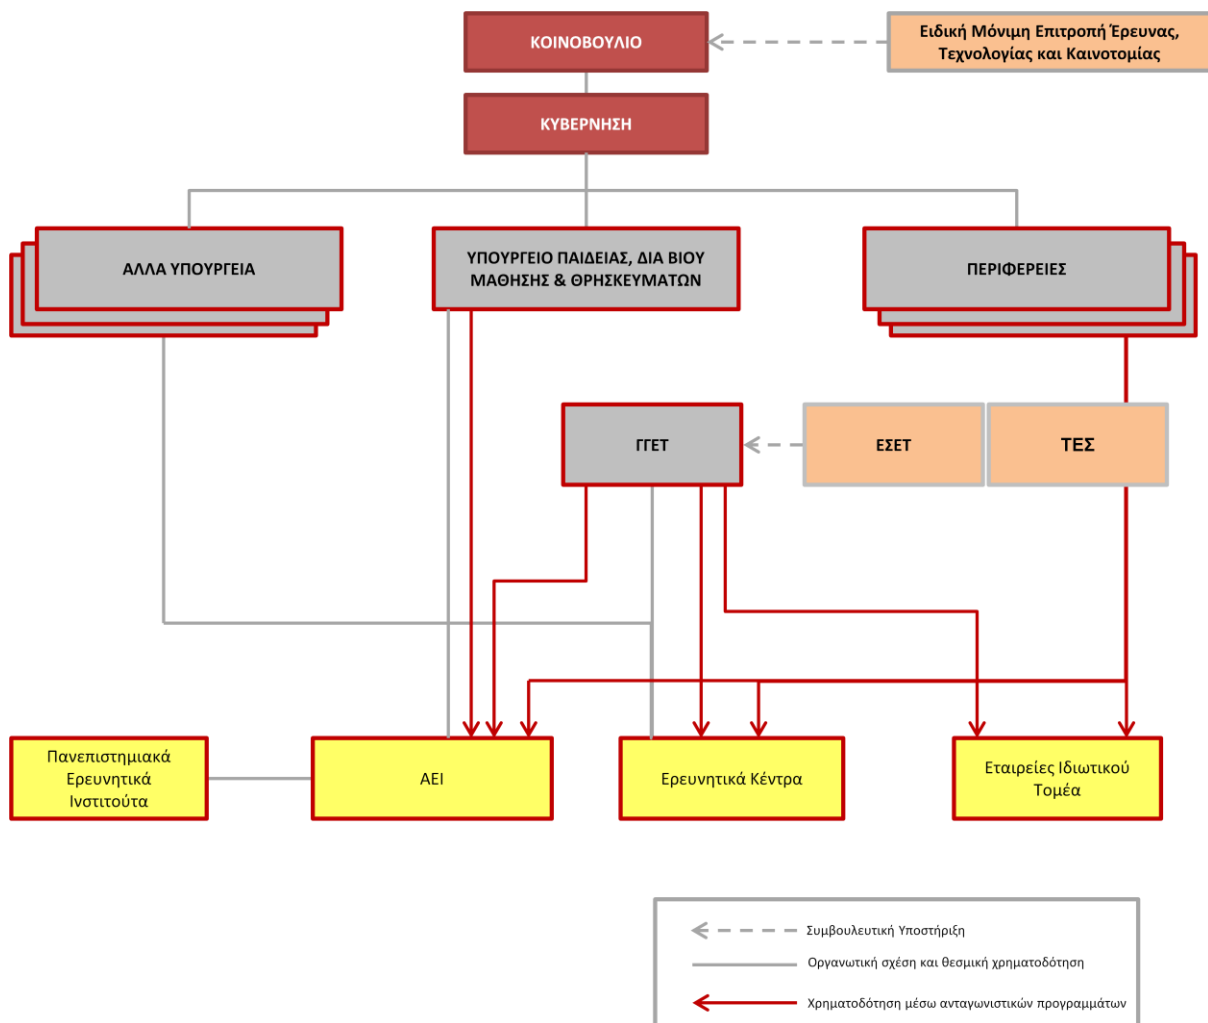 ΚΟΙΝΟΒΟΥΛΙΟ
Ειδική Μόνιμη Επιτροπή Έρευνας,
Τεχνολογίας και Καινοτομίας
ΚΥΒΕΡΝΗΣΗ
ΑΛΛΑ ΥΠΟΥΡΓΕΙΑ
ΥΠΟΥΡΓΕΙΟ ΠΑΙΔΕΙΑΣ, ΔΙΑ ΒΙΟΥ
ΜΑΘΗΣΗΣ & ΘΡΗΣΚΕΥΜΑΤΩΝ
ΠΕΡΙΦΕΡΕΙΕΣ
ΓΓΕΤ
ΕΣΕΤ
ΤΕΣ
Πανεπιστημιακά
Ερευνητικά
Ινστιτούτα
ΑΕΙ
Ερευνητικά Κέντρα
Εταιρείες Ιδιωτικού
Τομέα
Συμβουλευτική Υποστήριξη
Οργανωτική σχέση και θεσμική χρηματοδότηση
Χρηματοδότηση μέσω ανταγωνιστικών προγραμμάτων